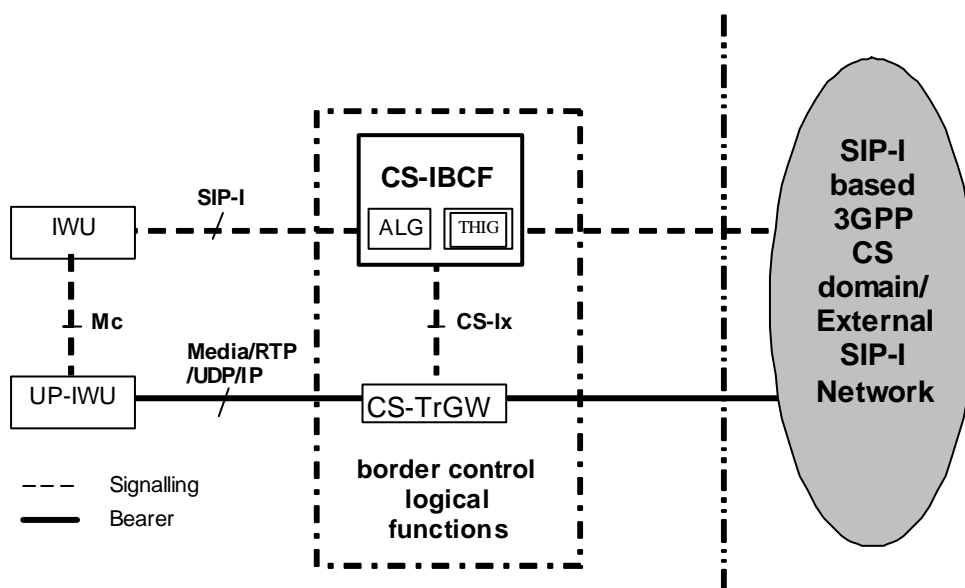 SIP-I
IWU
CS-IBCF
ALG
THIG
Mc
CS-Ix
Media/RTP
/UDP/IP
UP-IWU
CS-TrGW
border control
logical
functions
Signalling
Bearer
SIP-I
based
3GPP
CS
domain/
External
SIP-I
Network